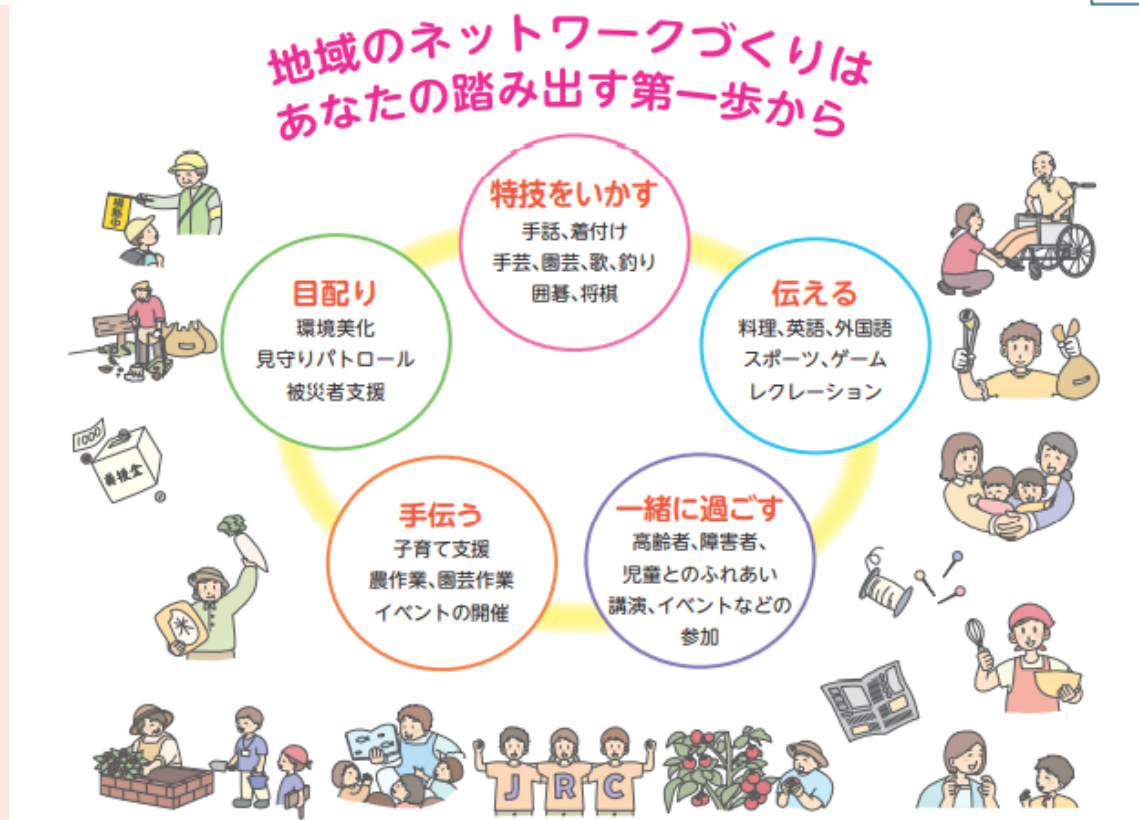 地域のネットワークづくりは
あなたの踏み出す第一歩から
特技をいかす
手話、着付け
手芸、園芸、歌、釣り
囲碁、将棋
目配り
環境美化
見守りパトロール
被災者支援
伝える
料理、英語、外国語
スポーツ、ゲーム
レクレーション
手伝う
子育て支援
農作業、園芸作業
イベントの開催
一緒に過ごす
高齢者、障害者、
児童とのふれあい
講演、イベントなどの
参加
横断中
1000
義援金
米
J R C